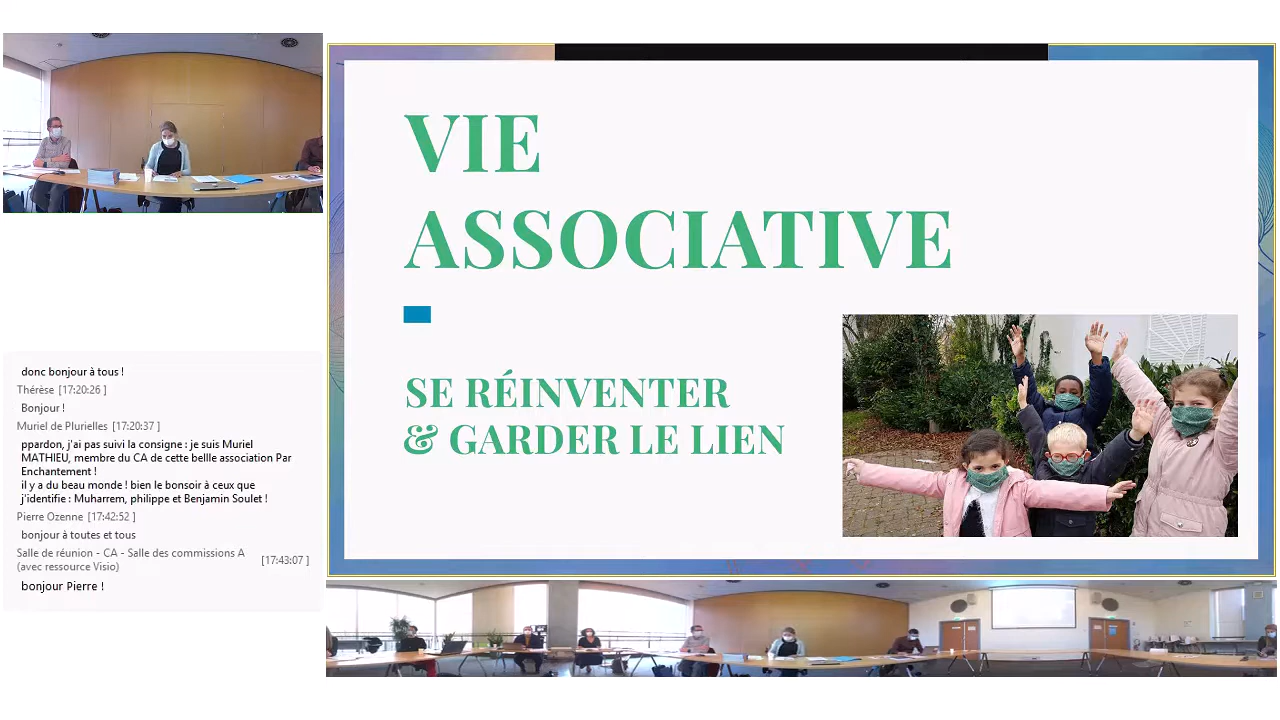 VIE
ASSOCIATIVE
SE RÉINVENTER
& GARDER LE LIEN
donc bonjour à tous !
Thérèse [17:20:26 ]
Bonjour !
Muriel de Plurielles [17:20:37 ]
ppardon, j'ai pas suivi la consigne : je suis Muriel
MATHIEU, membre du CA de cette bellle association Par
Enchantement !
il y a du beau monde ! bien le bonsoir à ceux que
j'identifie : Muharrem, philippe et Benjamin Soulet !
Pierre Ozenne [17:42:52 ]
bonjour à toutes et tous
Salle de réunion - CA - Salle des commissions A
(avec ressource Visio) [17:43:07 ]
bonjour Pierre !